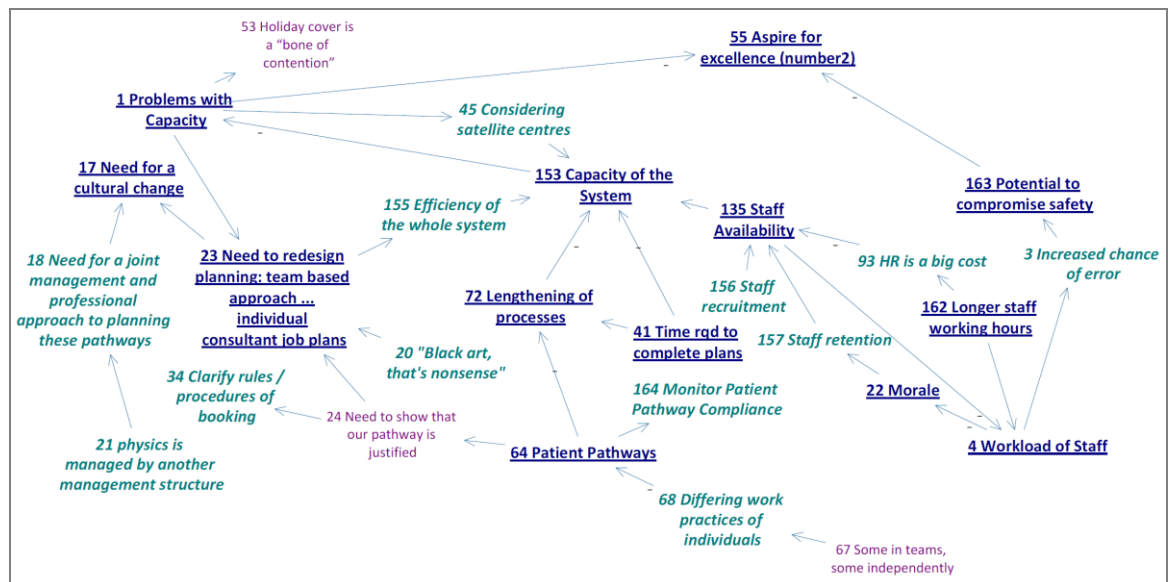 53 Holiday cover is
a “bone of
contention”
55 Aspire for
excellence (number2)
1 Problems with
Capacity
45 Considering
satellite centres
17 Need for a
cultural change
153 Capacity of the
System
163 Potential to
compromise safety
155 Efficiency of
the whole system
135 Staff
Availability
18 Need for a joint
management and
professional
approach to planning
these pathways
23 Need to redesign
planning: team based
approach ...
individual
consultant job plans
93 HR is a big cost
3 Increased chance
of error
156 Staff
recruitment
72 Lengthening of
processes
162 Longer staff
working hours
41 Time rqd to
complete plans
157 Staff retention
20 "Black art,
that's nonsense"
34 Clarify rules /
procedures of
booking
164 Monitor Patient
Pathway Compliance
22 Morale
24 Need to show that
our pathway is
justified
64 Patient Pathways
4 Workload of Staff
21 physics is
managed by another
management structure
68 Differing work
practices of
individuals
67 Some in teams,
some independently